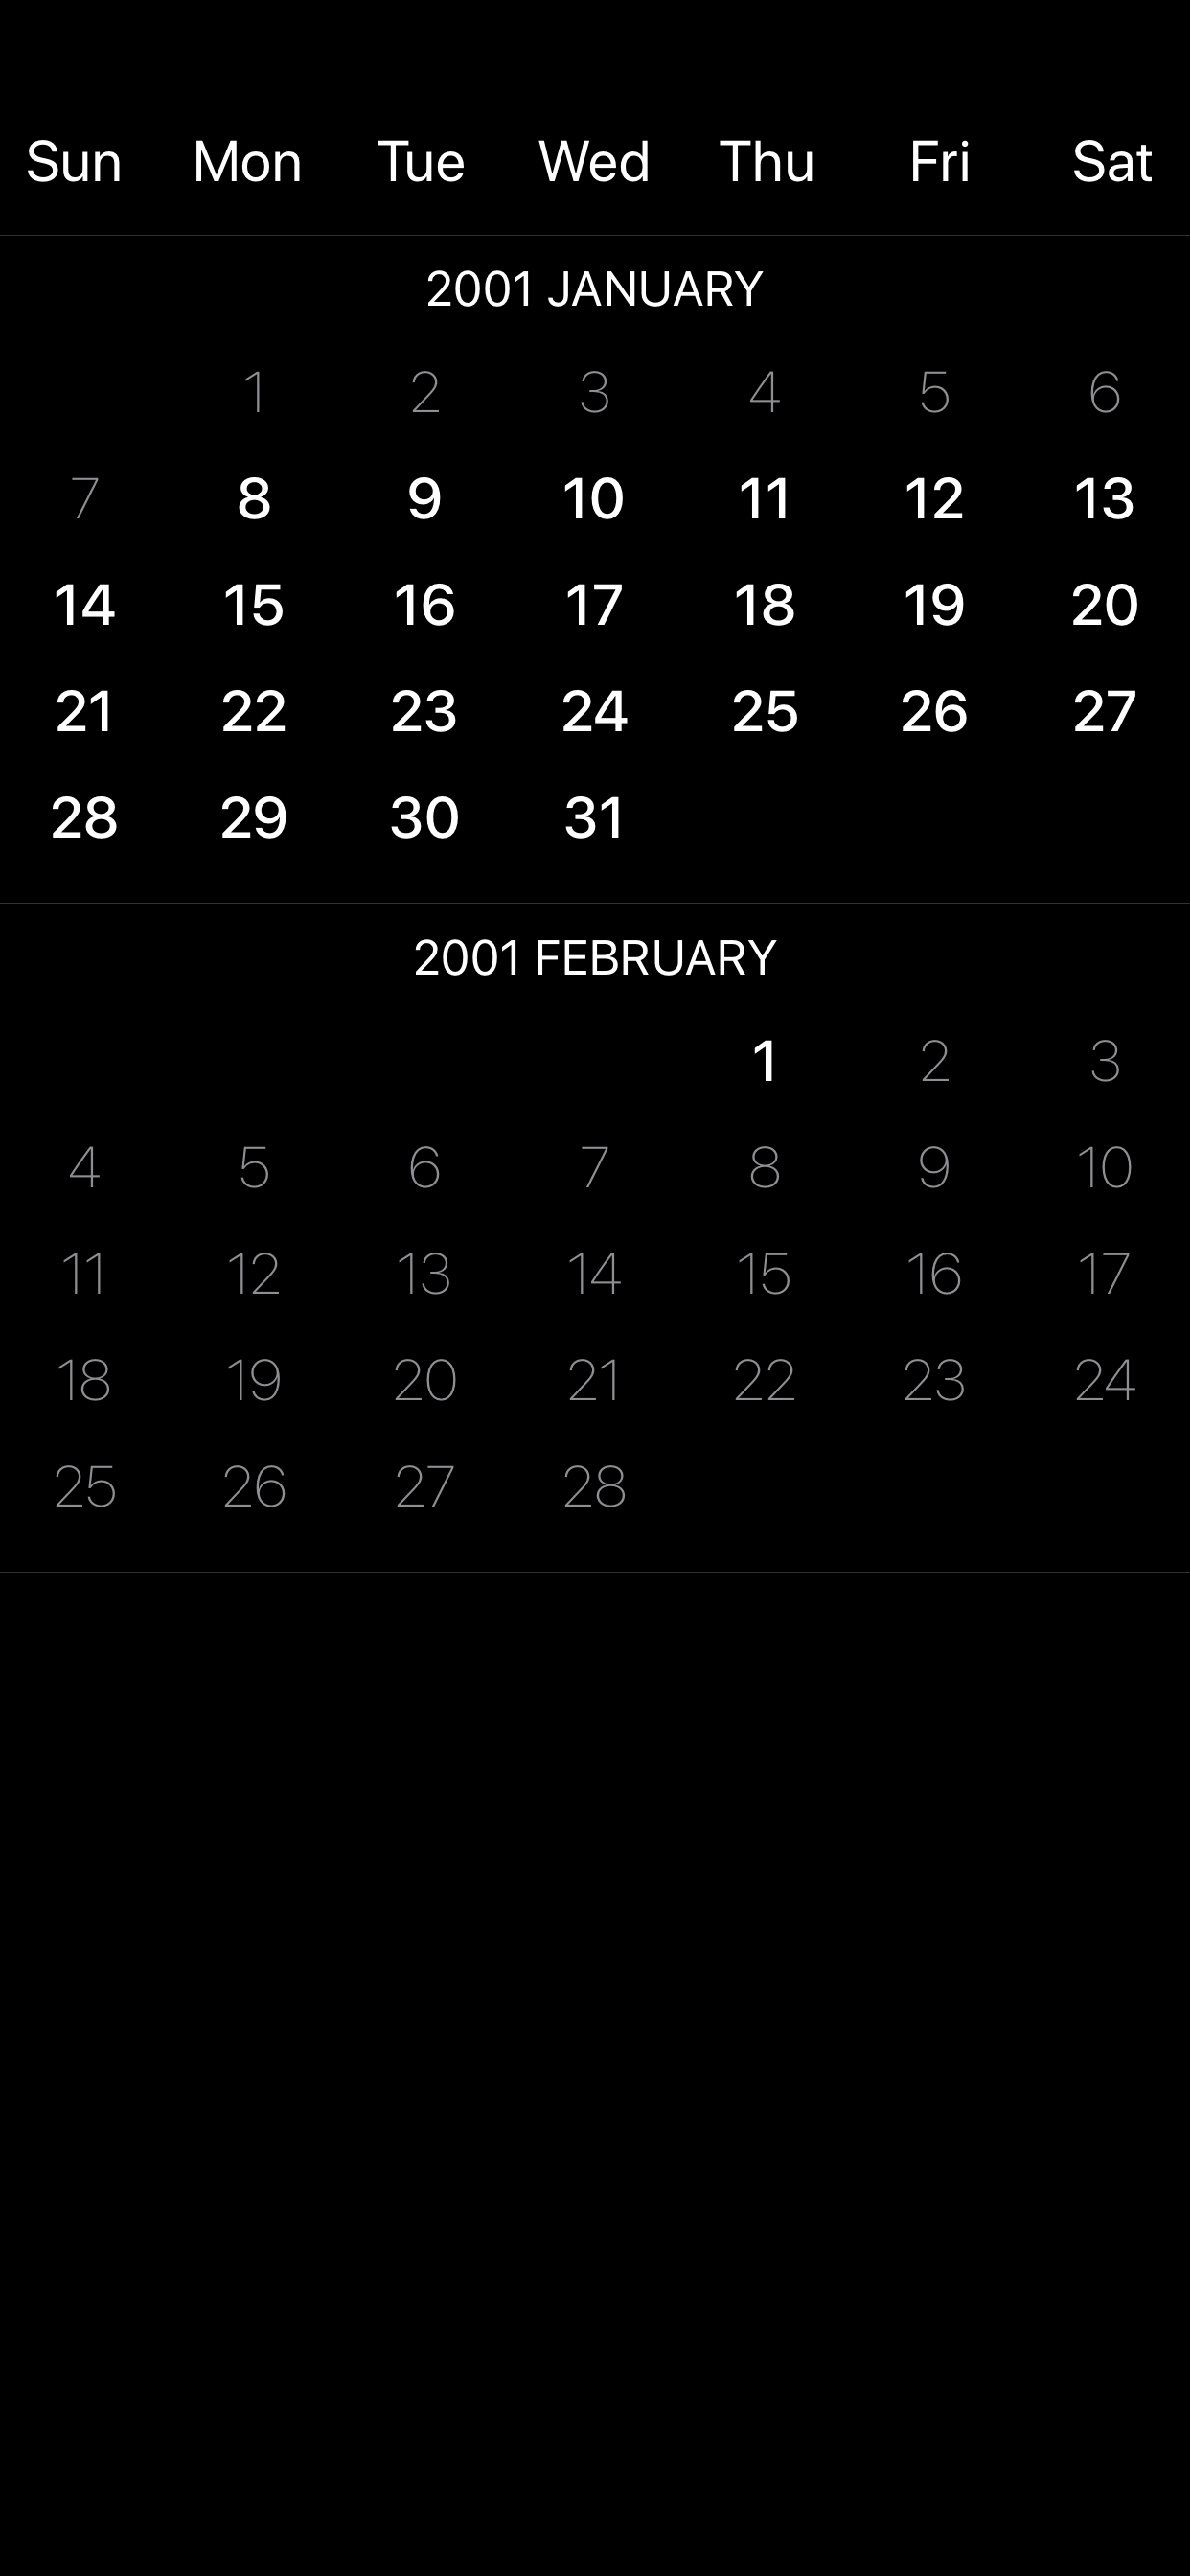 Sun Mon Tue Wed Thu Fri Sat
2001 JANUARY
1 2 3 4 5 6
7 8 9 10 11 12 13
14 15 16 17 18 19 20
21 22 23 24 25 26 27
28 29 30 31
2001 FEBRUARY
1 2 3
4 5 6 7 8 9 10
11 12 13 14 15 16 17
18 19 20 21 22 23 24
25 26 27 28